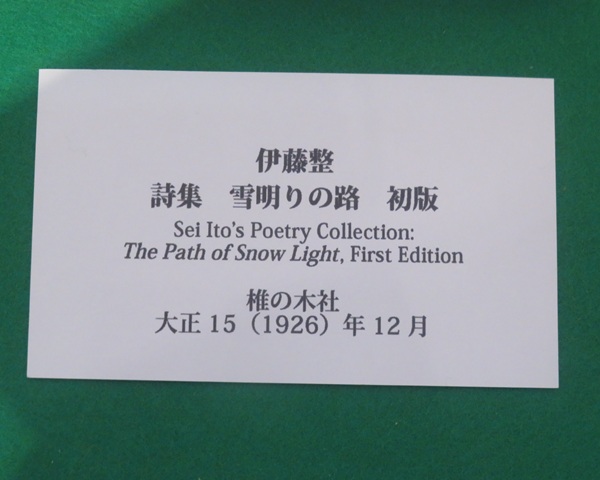 伊藤整
詩集　雪明りの路　初版
Sei Ito's Poetry Collection:
The Path of Snow Light, First Edition
椎の木社
大正 15（1926）年 12 月